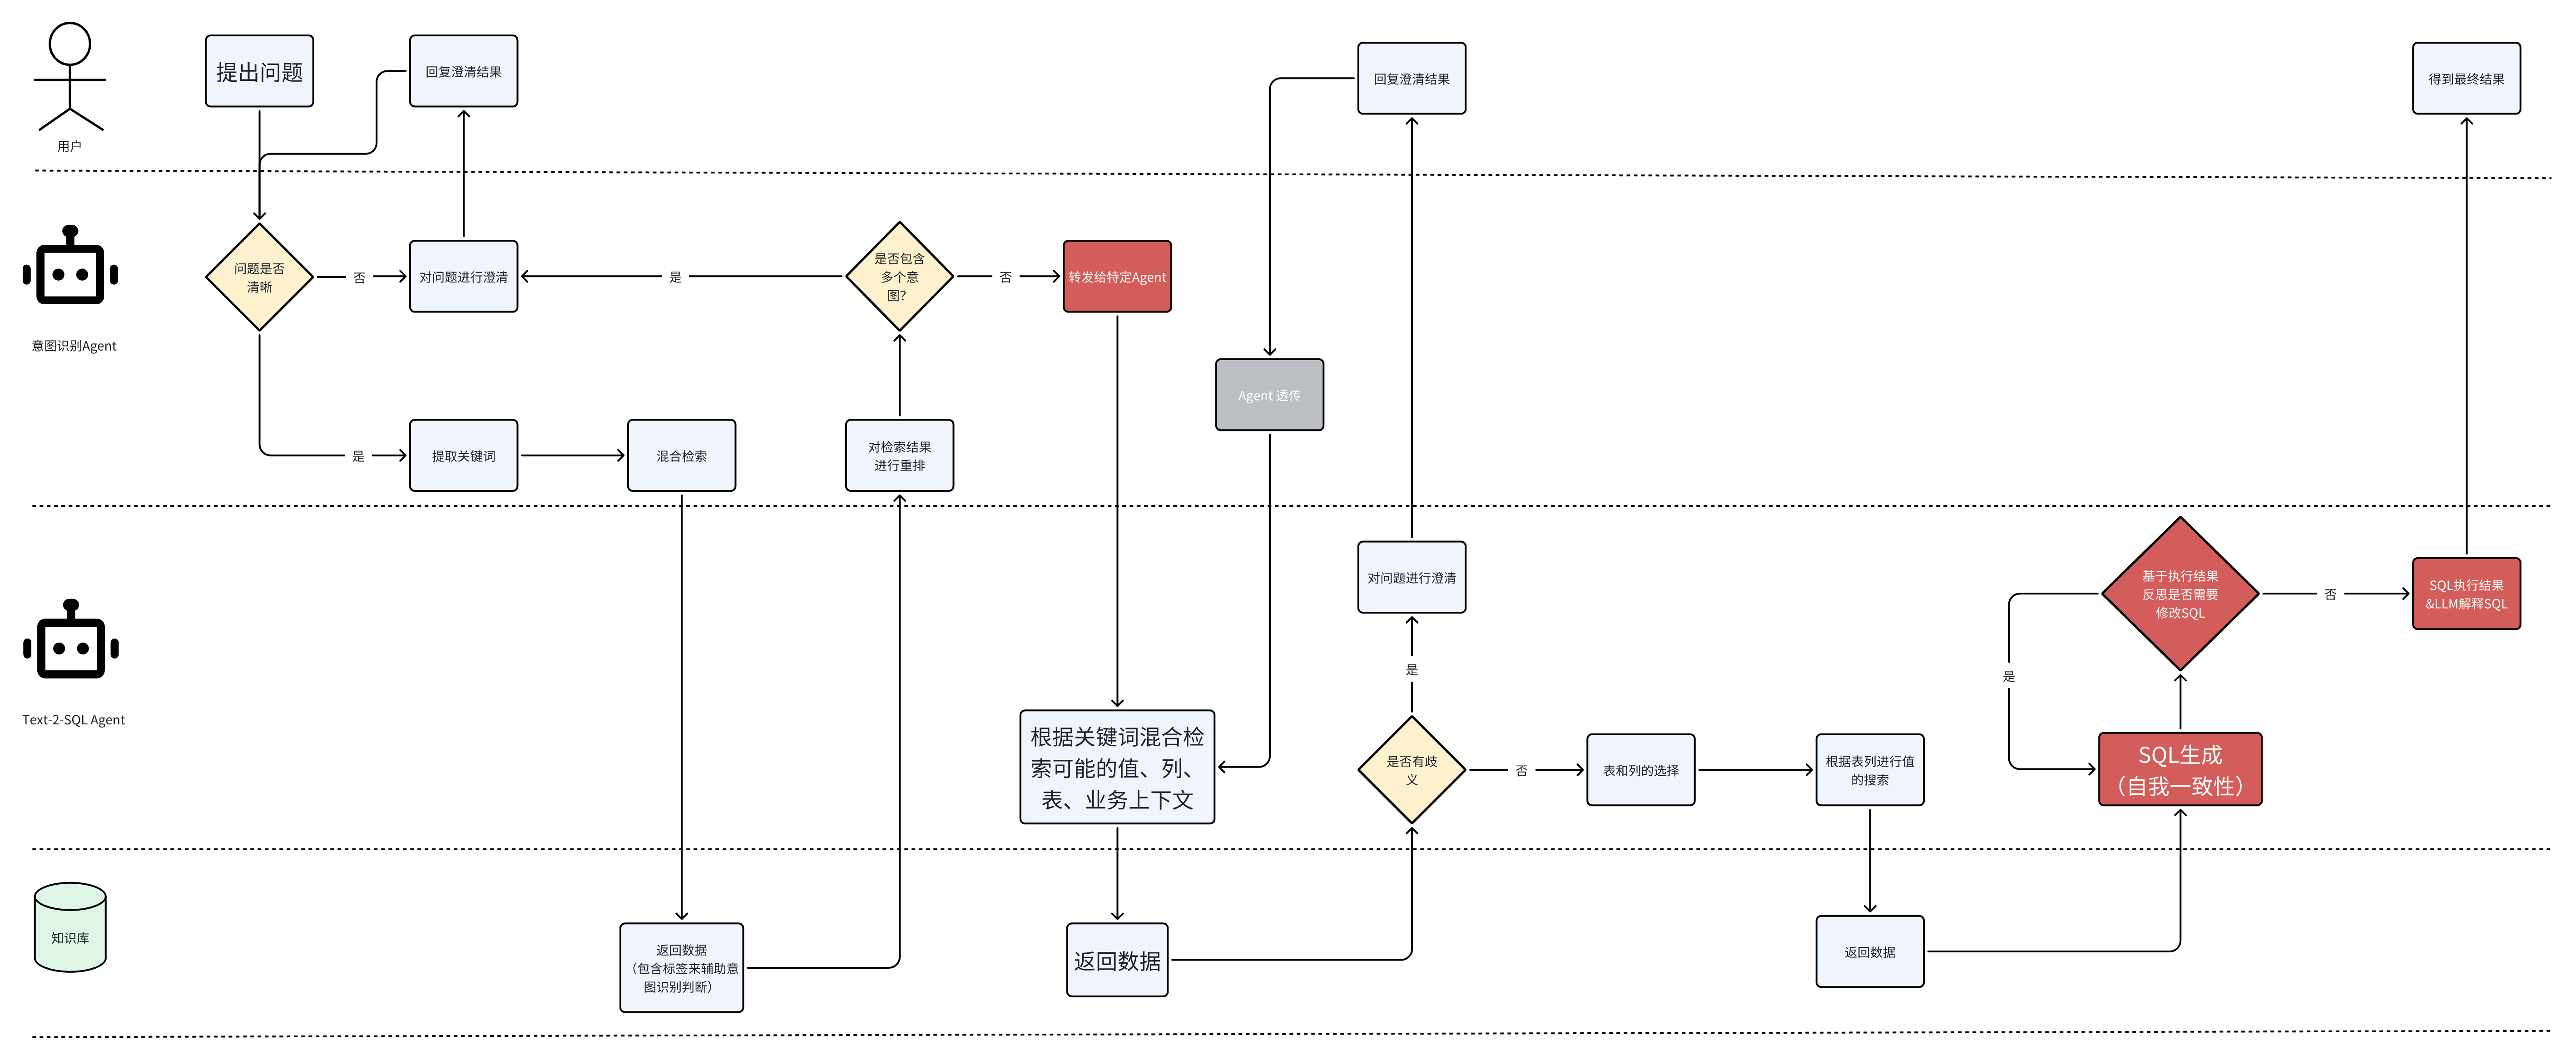 提出问题
回复澄清结果
回复澄清结果
得到最终结果
用户
问题是否
清晰
否
对问题进行澄清
是
是否包含
多个意
图？
否
转发给特定Agent
意图识别Agent
Agent 透传
是
提取关键词
混合检索
对检索结果
进行重排
对问题进行澄清
基于执行结果
反思是否需要
修改SQL
否
SQL执行结果
&LLM解释SQL
是
是
Text-2-SQL Agent
根据关键词混合检
索可能的值、列、
表、业务上下文
是否有歧
义
否
表和列的选择
根据表列进行值
的搜索
SQL生成
（自我一致性）
知识库
返回数据
（包含标签来辅助意
图识别判断）
返回数据
返回数据